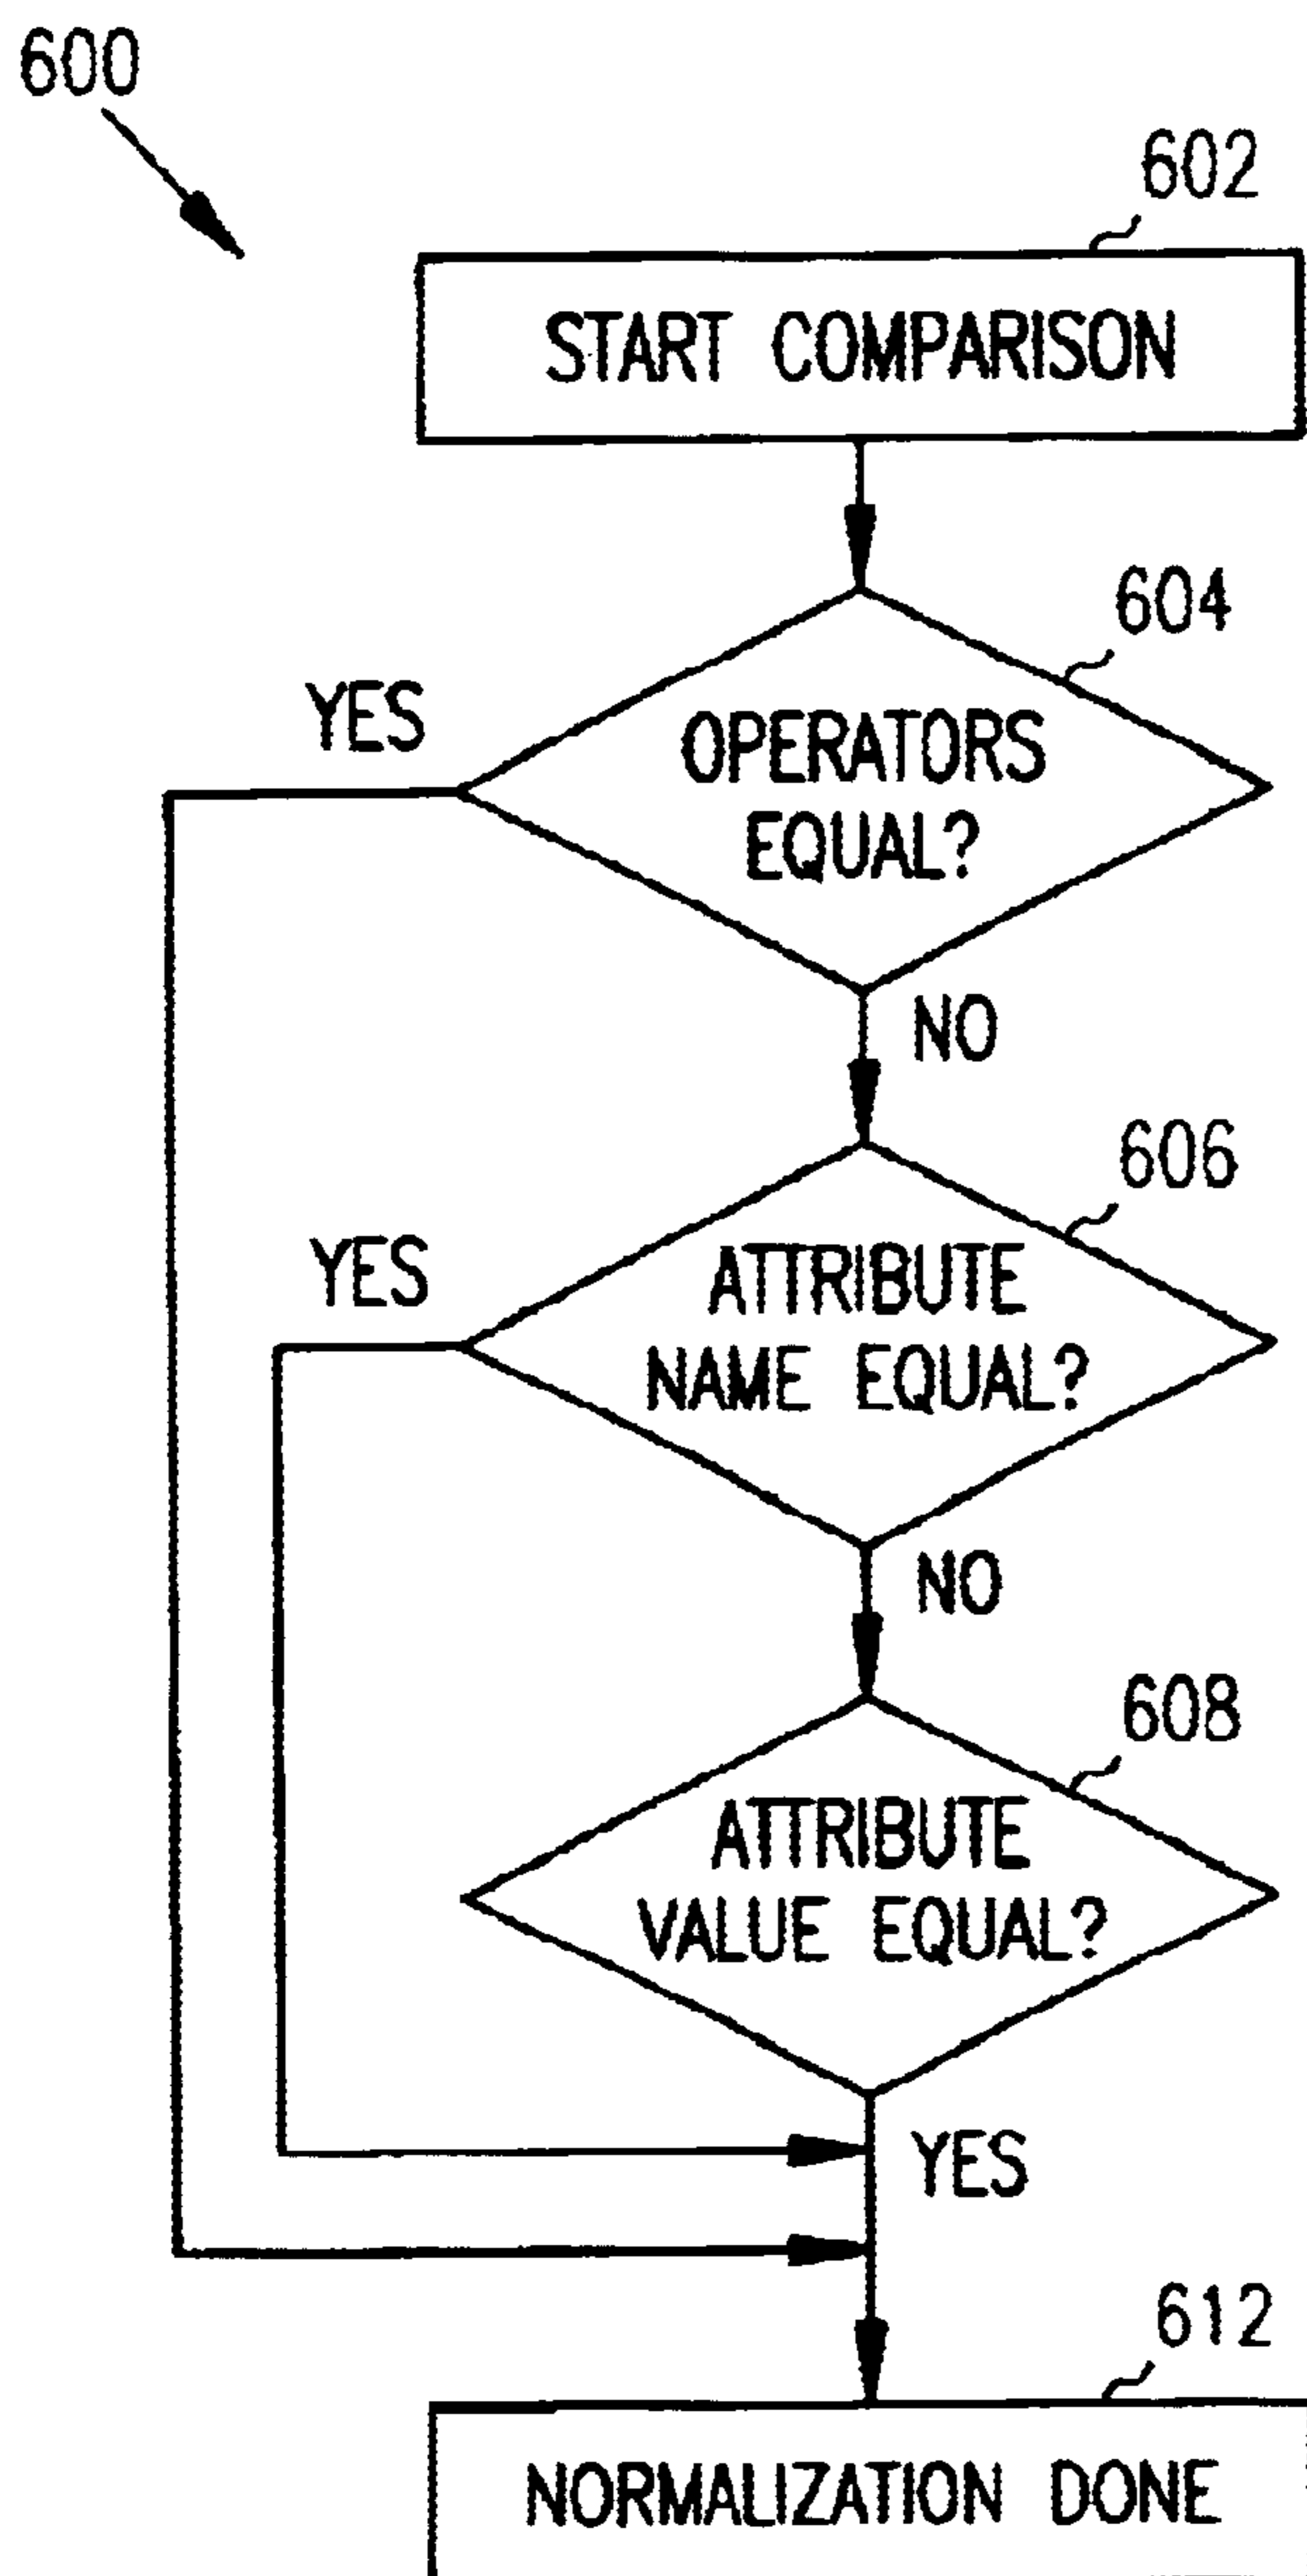 600
602
START COMPARISON
604
YES
OPERATORS
EQUAL?
NO
606
YES
ATTRIBUTE
NAME EQUAL?
NO
608
ATTRIBUTE
VALUE EQUAL?
YES
612
NORMALIZATION DONE